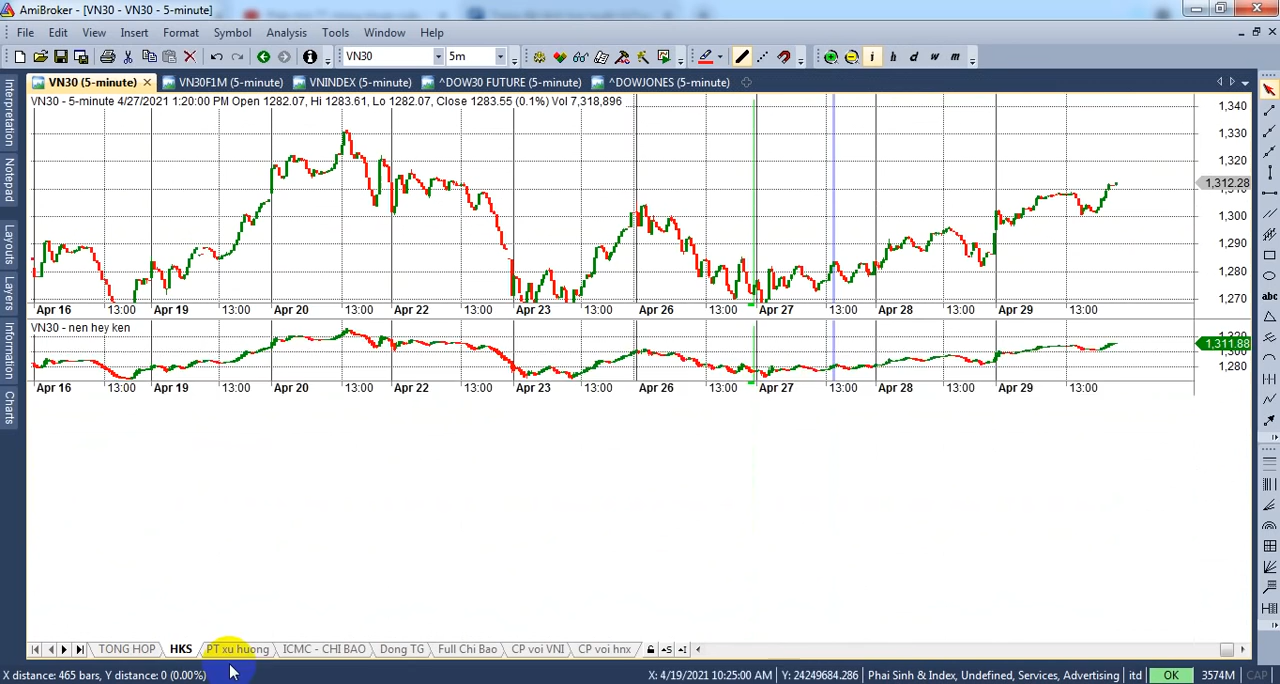 AmiBroker - [VN30 - VN30 - 5-minute]
File Edit View Insert Format Symbol Analysis Tools Window Help
VN30 5m i h d w m
VN30 (5-minute) VN30F1M (5-minute) VNINDEX (5-minute) ^DOW30 FUTURE (5-minute) ^DOWJONES (5-minute)
VN30 - 5-minute 4/27/2021 1:20:00 PM Open 1282.07, Hi 1283.61, Lo 1282.07, Close 1283.55 (0.1%) Vol 7,318,896
1,340
1,330
1,320
1,312.28
1,310
1,300
1,290
1,280
1,270
Apr 16 13:00 Apr 19 13:00 Apr 20 13:00 Apr 22 13:00 Apr 23 13:00 Apr 26 13:00 Apr 27 13:00 Apr 28 13:00 Apr 29 13:00
VN30 - nen hey ken
1,311.88
1,280
Apr 16 13:00 Apr 19 13:00 Apr 20 13:00 Apr 22 13:00 Apr 23 13:00 Apr 26 13:00 Apr 27 13:00 Apr 28 13:00 Apr 29 13:00
Interpretation
Notepad
Layouts
Layers
Information
Charts
abc
TONG HOP HKS PT xu huong ICMC - CHI BAO Dong TG Full Chi Bao CP voi VNI CP voi hnx
X distance: 465 bars, Y distance: 0 (0.00%) X: 4/19/2021 10:25:00 AM Y: 24249684.286 Phai Sinh & Index, Undefined, Services, Advertising itd OK 3574M CAP